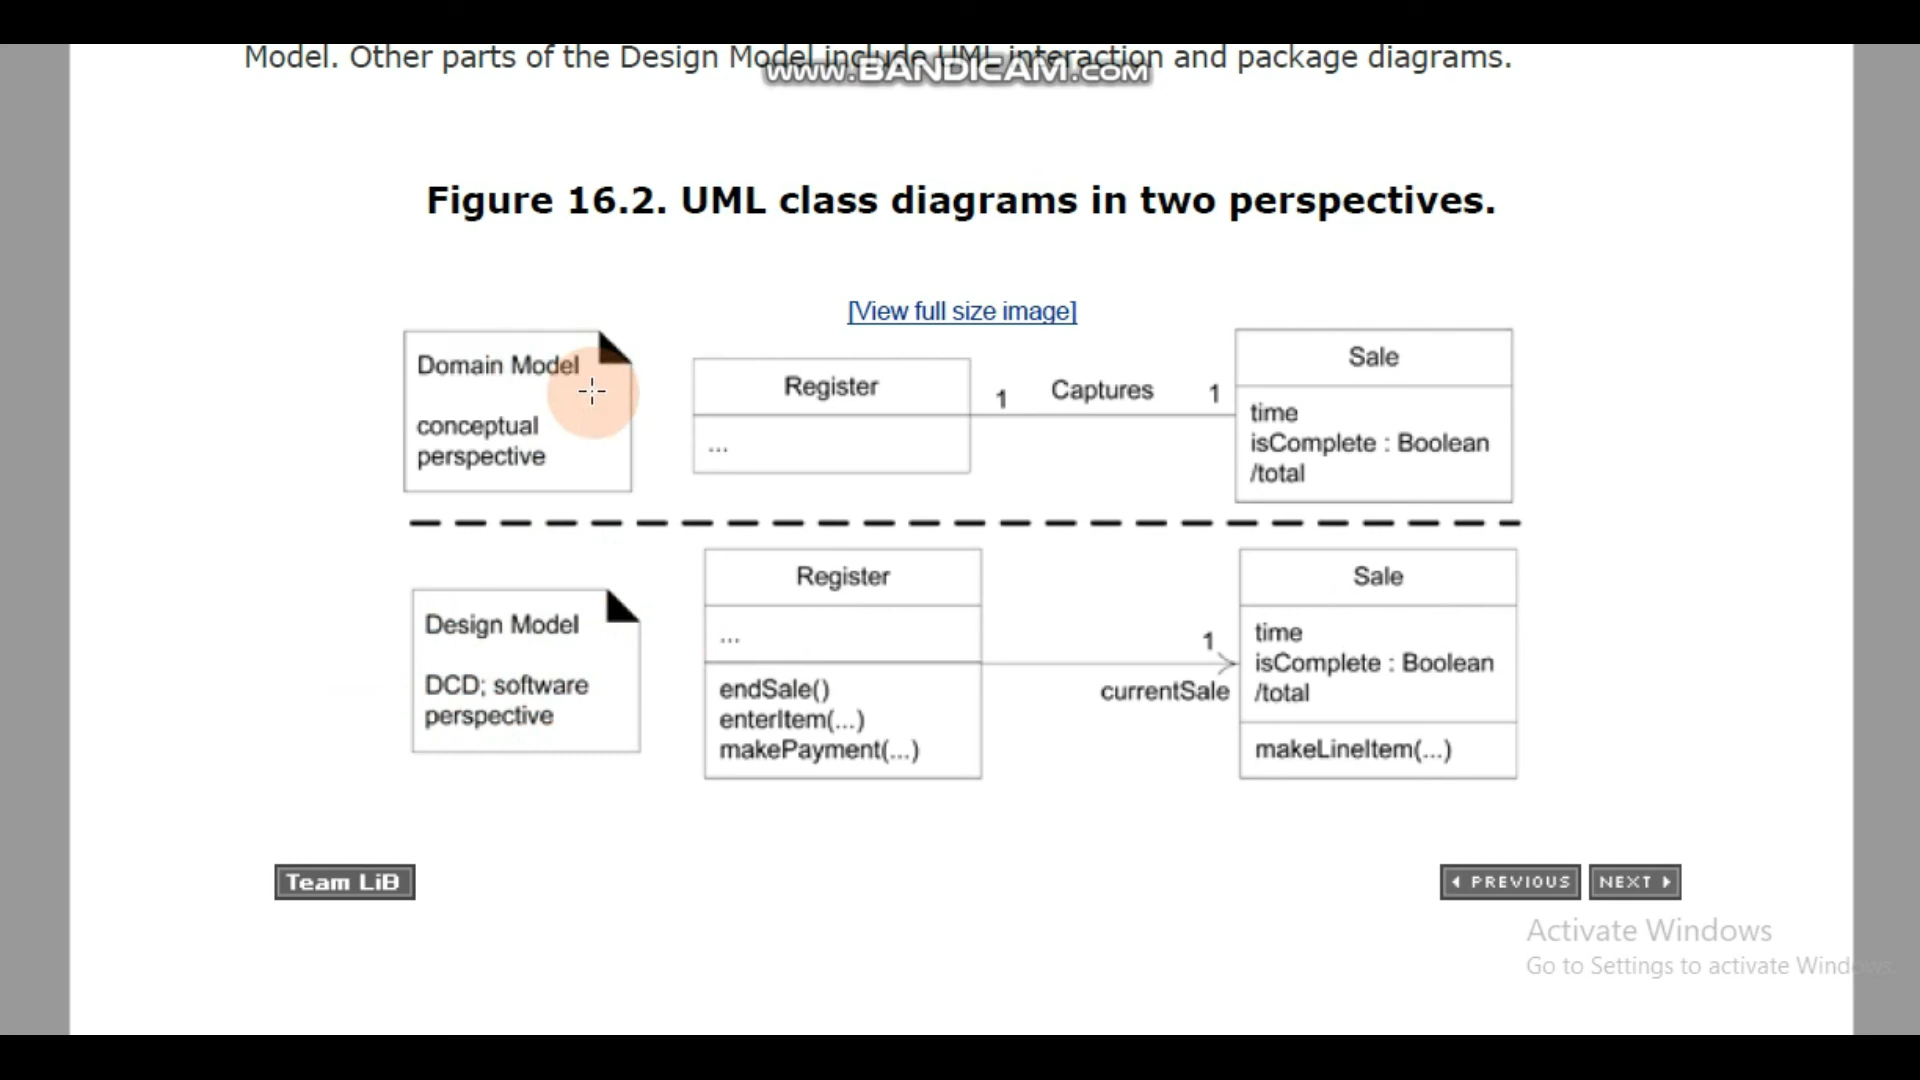 Model. Other parts of the Design Model include UML interaction and package diagrams.
www.BANDICAM.com
Figure 16.2. UML class diagrams in two perspectives.
[View full size image]
Domain Model
conceptual
perspective
Register
...
1 Captures 1
Sale
time
isComplete : Boolean
/total
Design Model
DCD; software
perspective
Register
...
endSale()
enterItem(...)
makePayment(...)
1
currentSale
Sale
time
isComplete : Boolean
/total
makeLineItem(...)
Team LiB
PREVIOUS
NEXT
Activate Windows
Go to Settings to activate Windows.